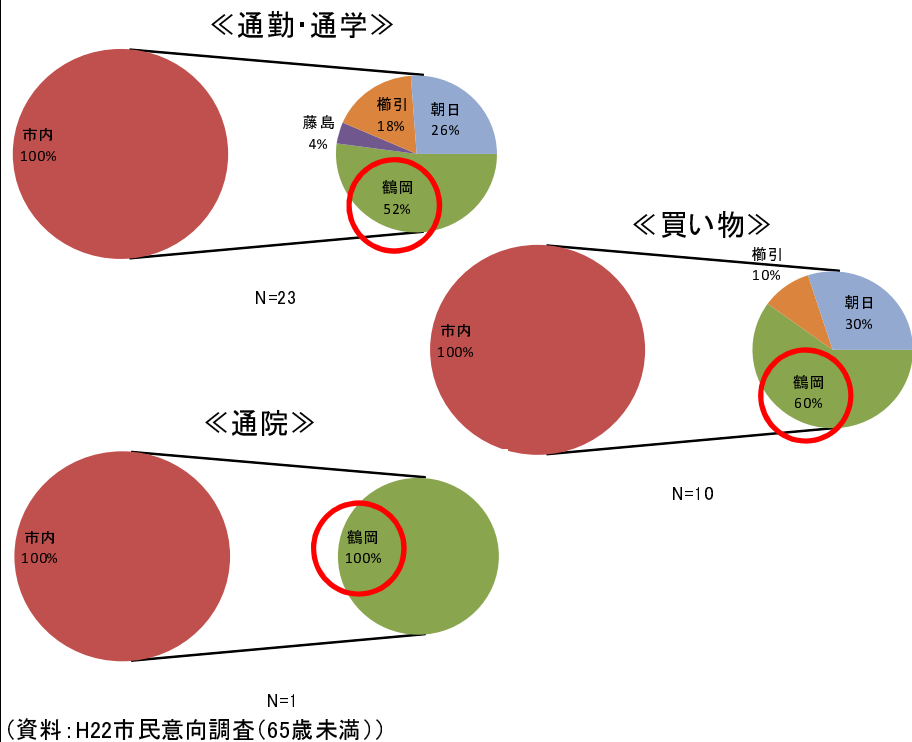 ≪通勤・通学≫
市内
100%
藤島
4%
櫛引
18%
朝日
26%
鶴岡
52%
N=23
≪買い物≫
市内
100%
櫛引
10%
朝日
30%
鶴岡
60%
N=10
≪通院≫
市内
100%
鶴岡
100%
N=1
(資料：H22市民意向調査(65歳未満))